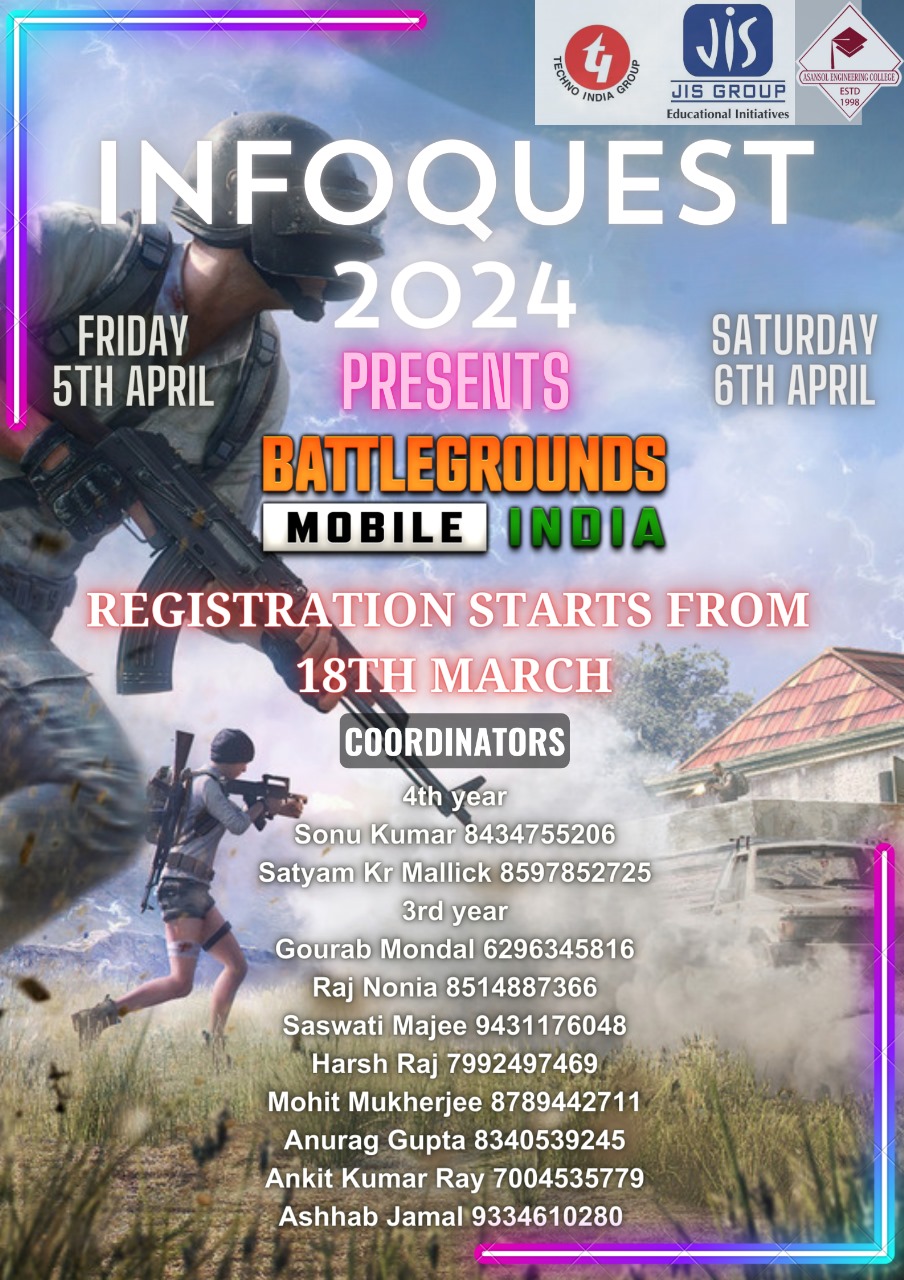 TECHNO INDIA GROUP
JIS
JIS GROUP
Educational Initiatives
ASANSOL ENGINEERING COLLEGE
ESTD
1998
INFOQUEST
2024
FRIDAY
5TH APRIL
SATURDAY
6TH APRIL
PRESENTS
BATTLEGROUNDS
MOBILE INDIA
REGISTRATION STARTS FROM
18TH MARCH
COORDINATORS
4th year
Sonu Kumar 8434755206
Satyam Kr Mallick 8597852725
3rd year
Gourab Mondal 6296345816
Raj Nonia 8514887366
Saswati Majee 9431176048
Harsh Raj 7992497469
Mohit Mukherjee 8789442711
Anurag Gupta 8340539245
Ankit Kumar Ray 7004535779
Ashhab Jamal 9334610280